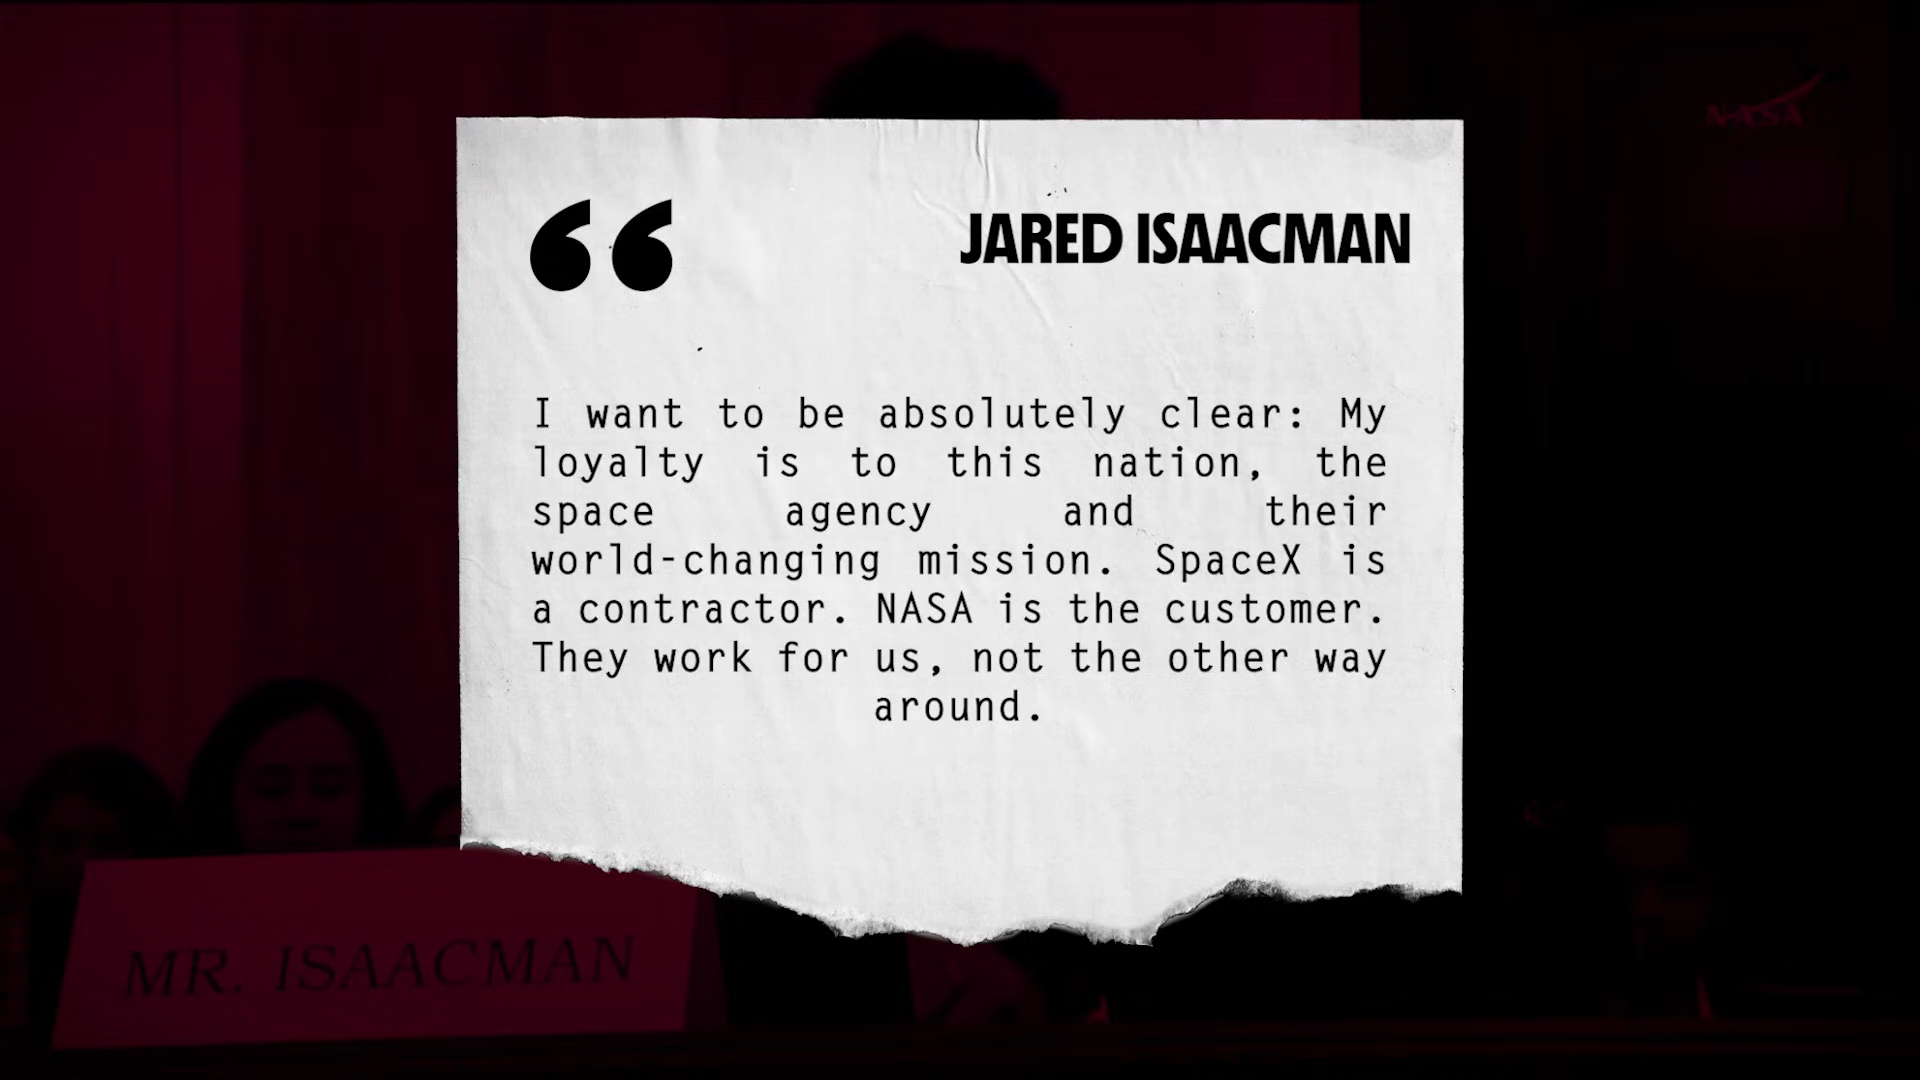 NASA
“
JARED ISAACMAN
I want to be absolutely clear: My
loyalty is to this nation, the
space agency and their
world-changing mission. SpaceX is
a contractor. NASA is the customer.
They work for us, not the other way
around.
MR. ISAACMAN